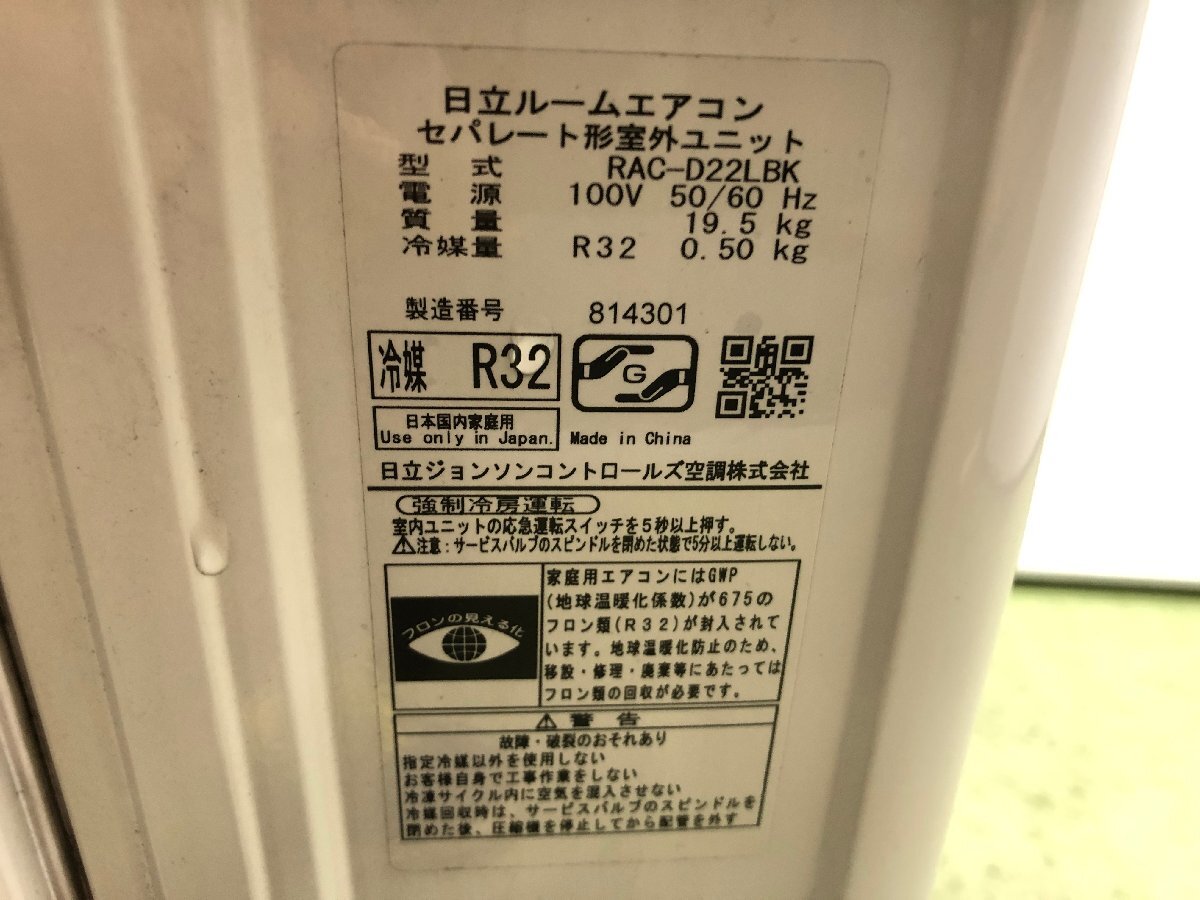 日立ルームエアコン
セパレート形室外ユニット
型 式 RAC-D22LBK
電 源 100V 50/60 Hz
質 量 19.5 kg
冷媒量 R32 0.50 kg
製造番号 814301
冷媒 R32
G
日本国内家庭用
Use only in Japan.
Made in China
日立ジョンソンコントロールズ空調株式会社
強制冷房運転
室内ユニットの応急運転スイッチを5秒以上押す。
⚠注意:サービスバルブのスピンドルを閉めた状態で5分以上運転しない。
フロンの見える化
家庭用エアコンにはGWP
(地球温暖化係数)が675の
フロン類(R32)が封入されて
います。地球温暖化防止のため、
移設・修理・廃棄等にあたっては
フロン類の回収が必要です。
⚠ 警 告
故障・破裂のおそれあり
指定冷媒以外を使用しない
お客様自身で工事作業をしない
冷凍サイクル内に空気を混入させない
冷媒回収時は、サービスバルブのスピンドルを
閉めた後、圧縮機を停止してから配管を外す